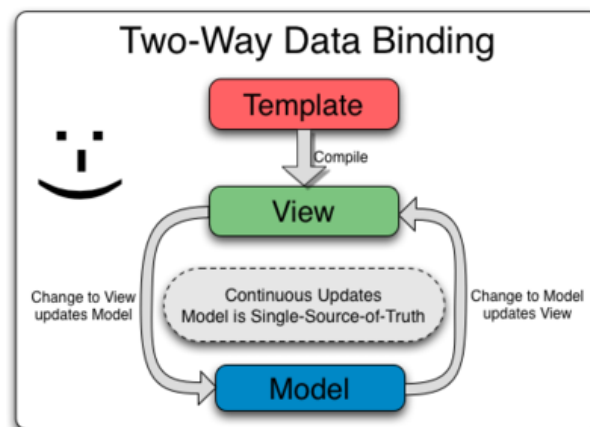 Two-Way Data Binding
Template
Compile
View
Change to View
updates Model
Continuous Updates
Model is Single-Source-of-Truth
Change to Model
updates View
Model